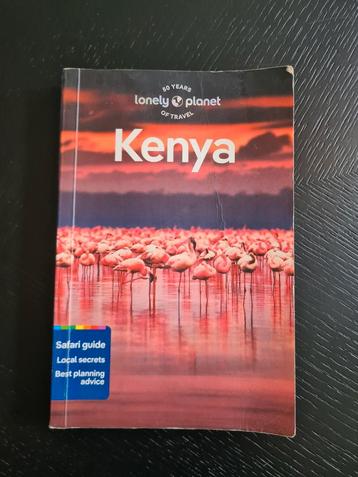 50 YEARS
lonely planet
OF TRAVEL
Kenya
Safari guide
Local secrets
Best planning
advice